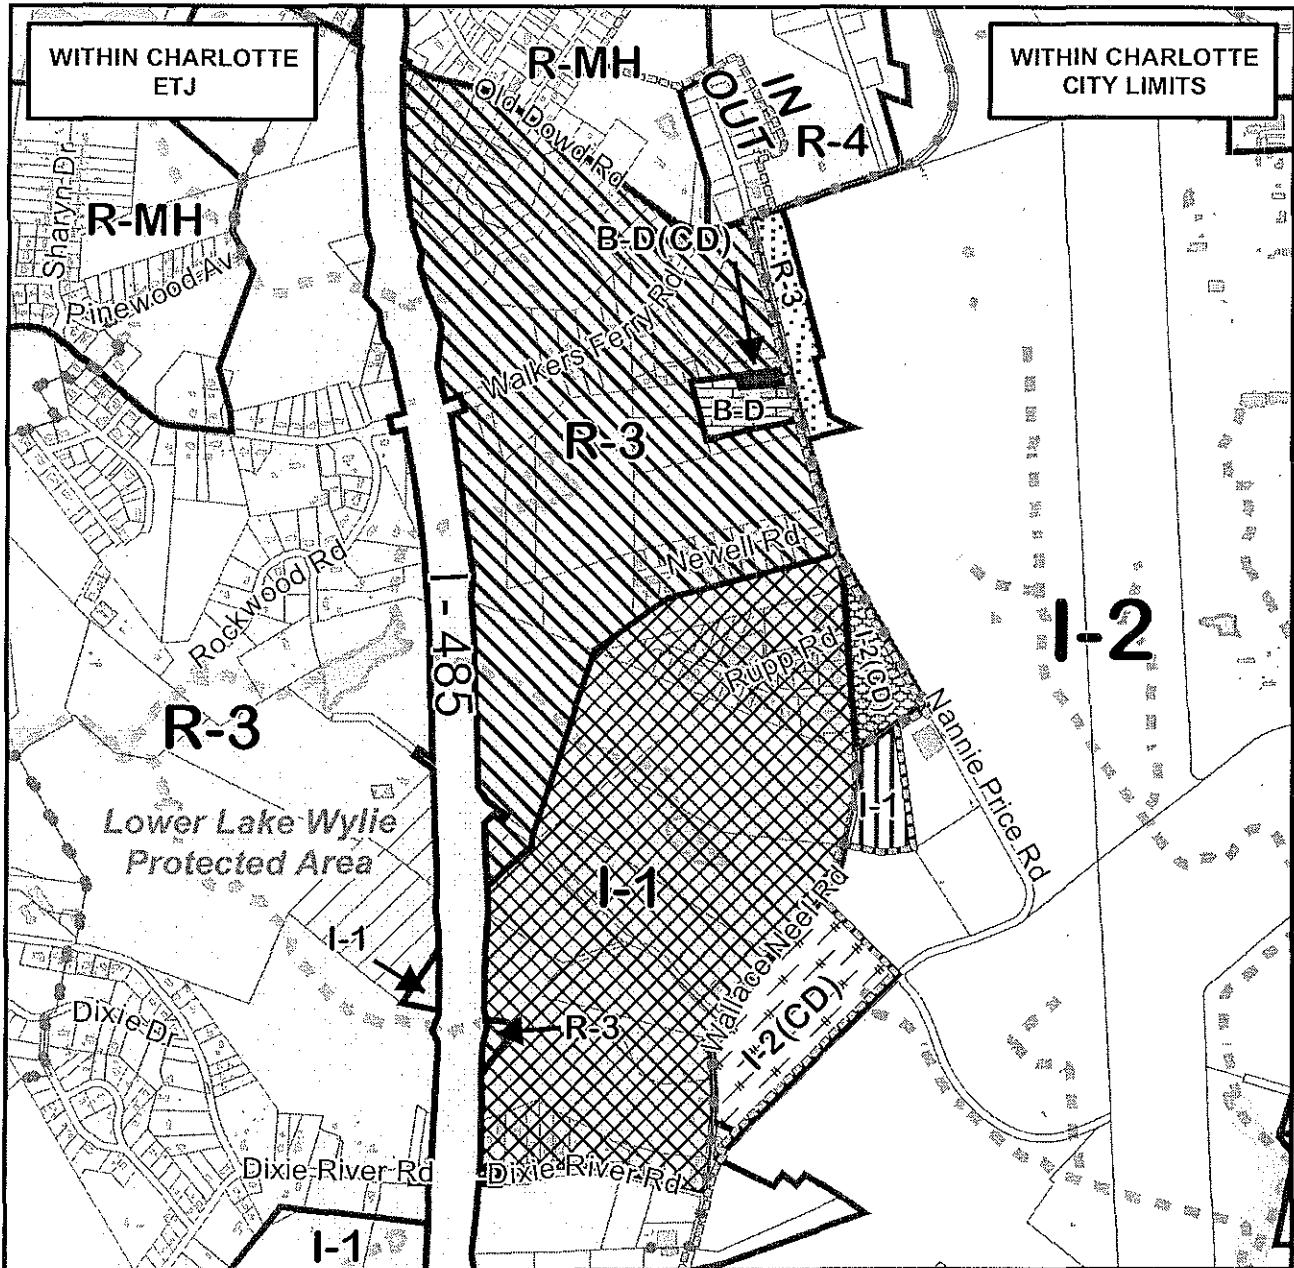 WITHIN CHARLOTTE
ETJ
R-MH
WITHIN CHARLOTTE
CITY LIMITS
IN
OUT
Old Dowd Rd
R-4
Sharyn Dr
R-MH
B-D(CD)
R-3
Pinewood Av
Walkers Ferry Rd
B-D
R-3
Newell Rd
Rockwood Rd
I-485
I-2(CD)
I-2
Rupp Rd
R-3
Nannie Price Rd
I-1
Lower Lake Wylie
Protected Area
I-1
I-1
Wallace Neel Rd
I-2(CD)
Dixie Dr
R-3
Dixie River Rd
Dixie River Rd
I-1